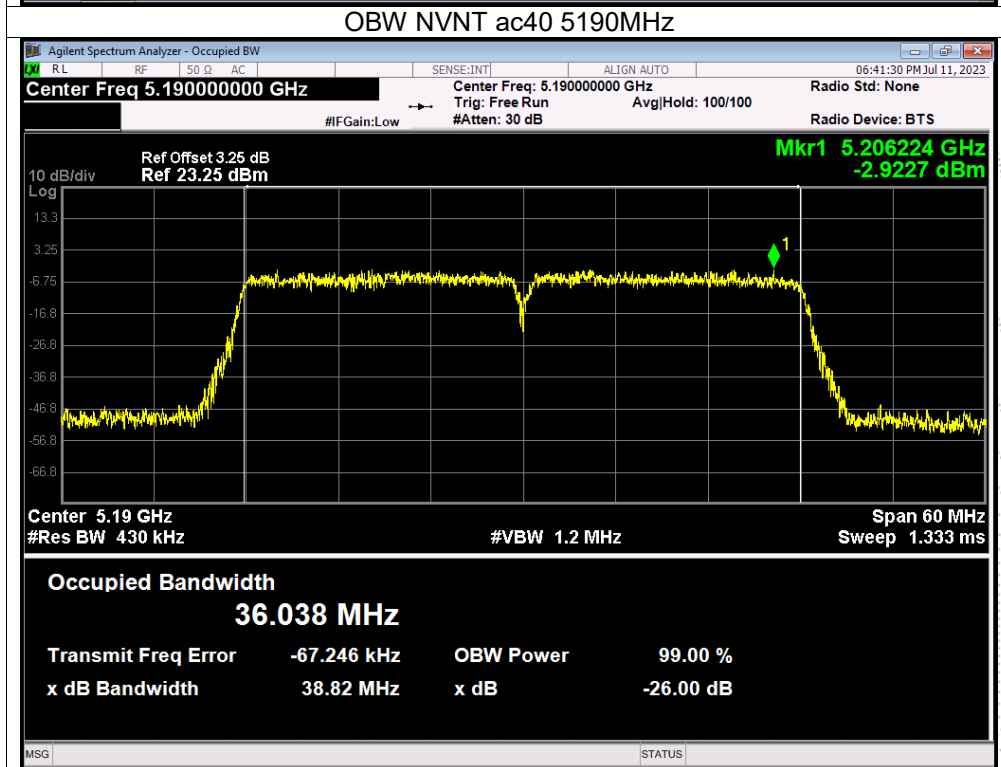 OBW NVNT ac40 5190MHz
Agilent Spectrum Analyzer - Occupied BW
LXI RL RF 50 Ω AC SENSE:INT ALIGN AUTO 06:41:30 PM Jul 11, 2023
Center Freq 5.190000000 GHz Center Freq: 5.190000000 GHz Radio Std: None
Trig: Free Run Avg|Hold: 100/100
#IFGain:Low #Atten: 30 dB Radio Device: BTS
Mkr1 5.206224 GHz
-2.9227 dBm
Ref Offset 3.25 dB
10 dB/div Ref 23.25 dBm
Log
13.3
3.25
1
-6.75
-16.8
-26.8
-36.8
-46.8
-56.8
-66.8
Center 5.19 GHz Span 60 MHz
#Res BW 430 kHz #VBW 1.2 MHz Sweep 1.333 ms
Occupied Bandwidth
36.038 MHz
Transmit Freq Error -67.246 kHz OBW Power 99.00 %
x dB Bandwidth 38.82 MHz x dB -26.00 dB
MSG STATUS